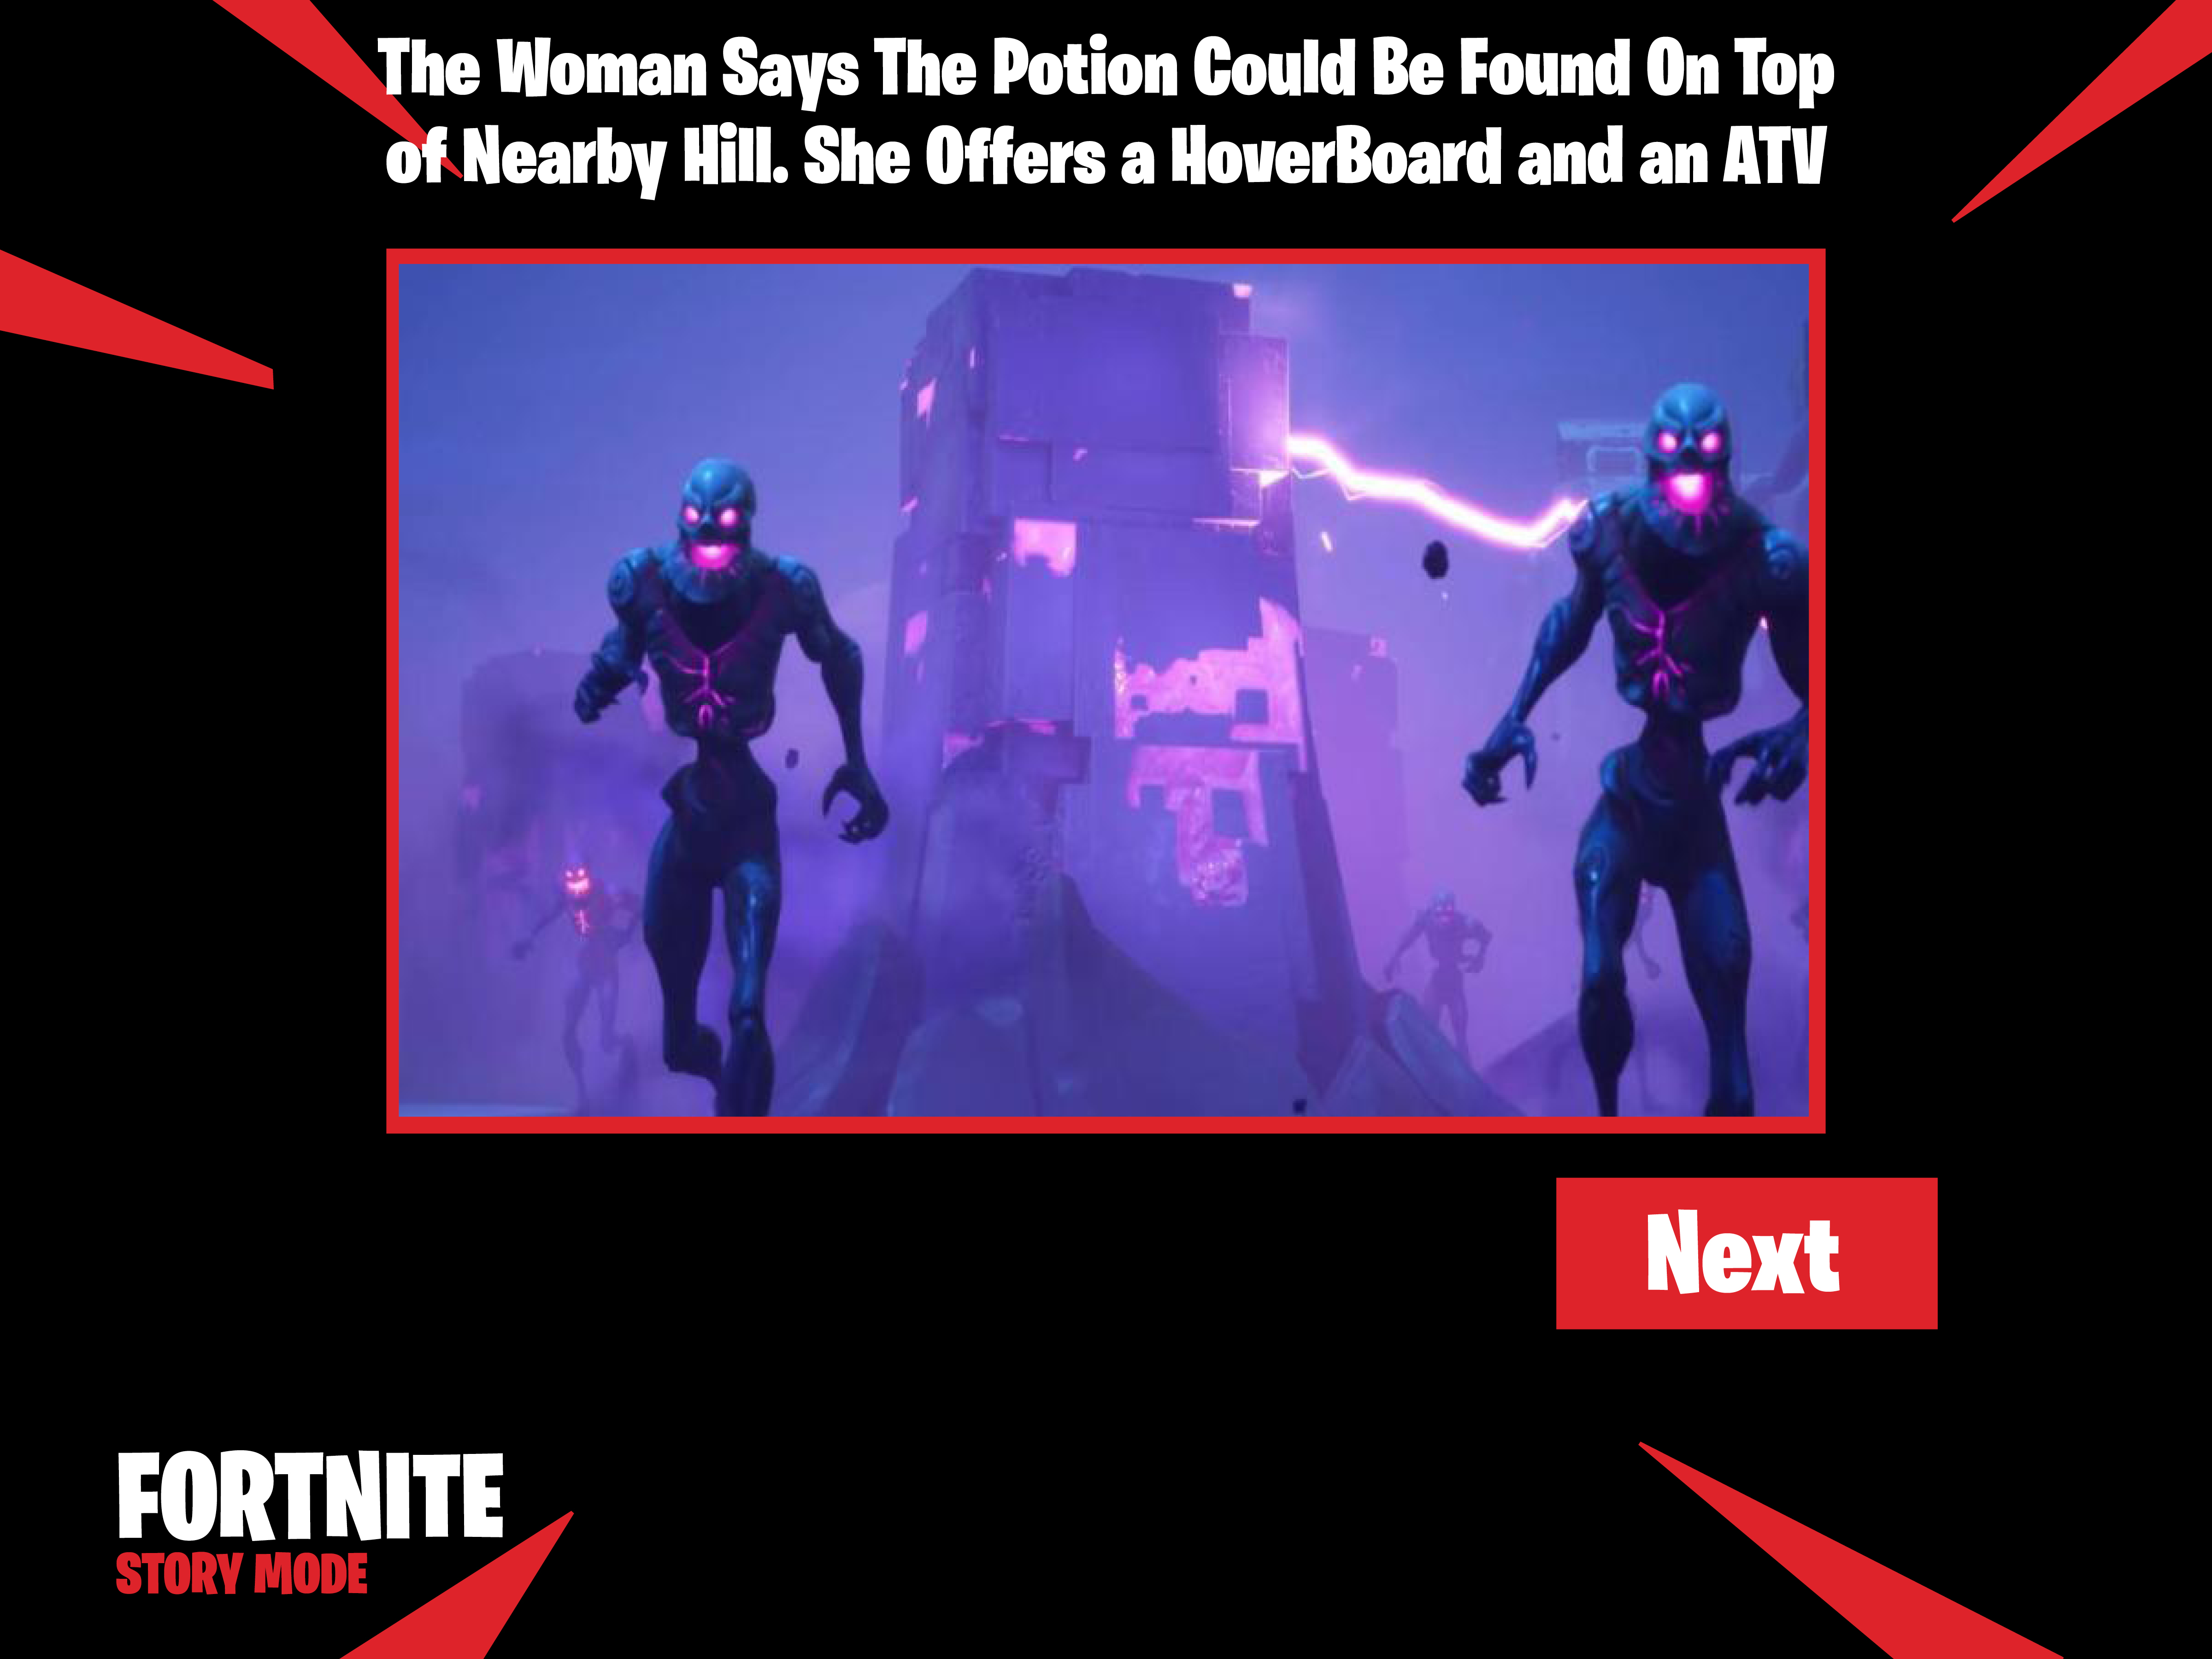 The Woman Says The Potion Could Be Found On Top
of Nearby Hill. She Offers a HoverBoard and an ATV
Next
FORTNITE
STORY MODE